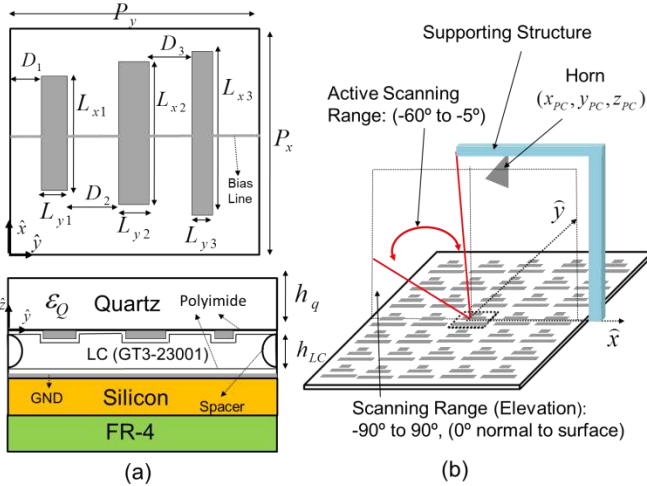 P_y
D_1
D_3
L_x1
L_x2
L_x3
P_x
D_2
Bias
Line
L_y1
L_y2
L_y3
x̂
ŷ
ẑ
ŷ
ε_Q
Quartz
Polyimide
h_q
LC (GT3-23001)
h_LC
GND
Silicon
Spacer
FR-4
(a)
Supporting Structure
Active Scanning
Range: (-60º to -5º)
Horn
(x_PC, y_PC, z_PC)
ŷ
x̂
Scanning Range (Elevation):
-90º to 90º, (0º normal to surface)
(b)